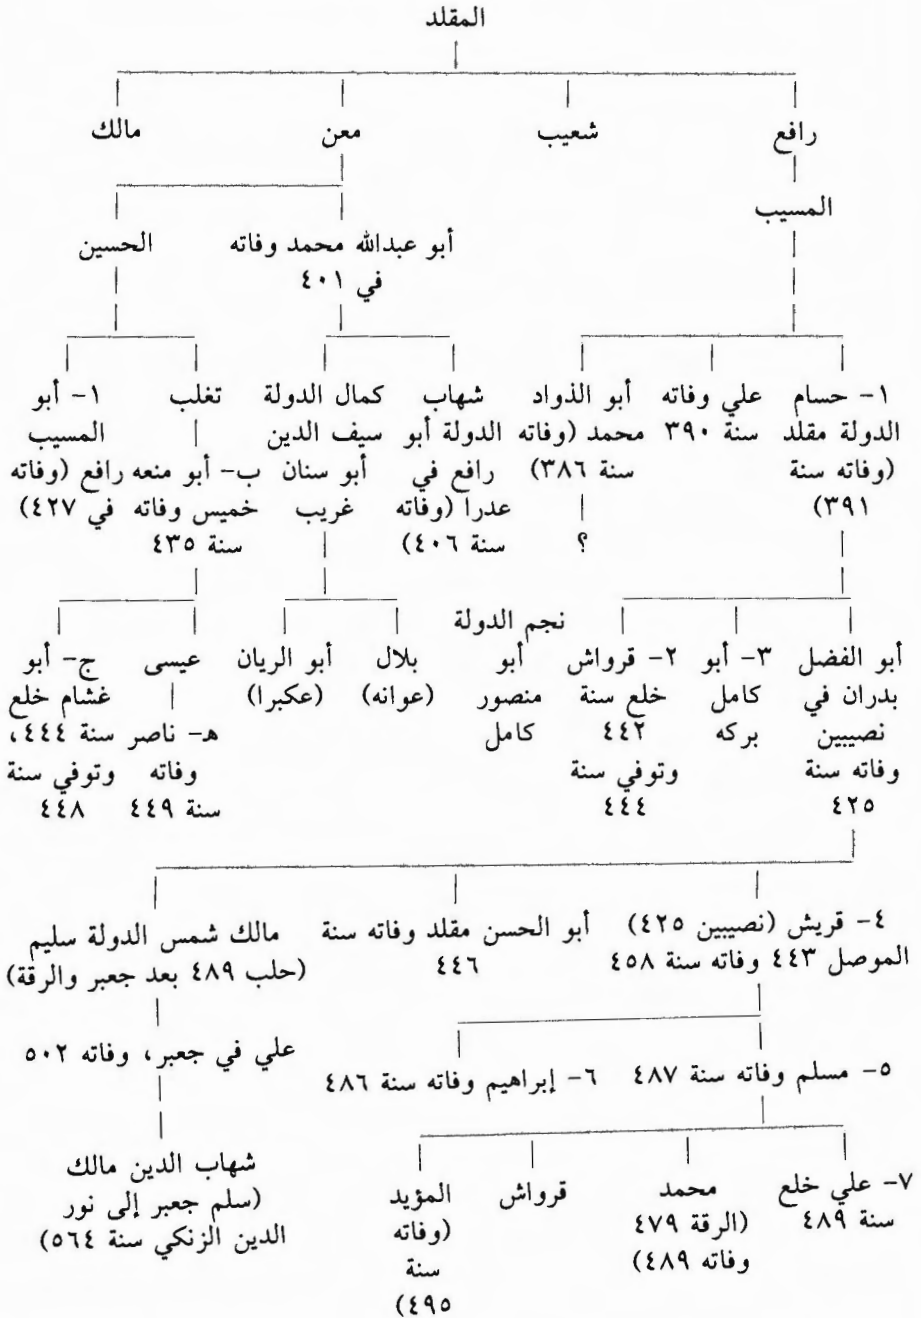 المقلد
رافع شعيب معن مالك
المسيب
أبو عبدالله محمد وفاته
في ٤٠١
الحسين
١- حسام
الدولة مقلد
(وفاته سنة
٣٩١)
علي وفاته
سنة ٣٩٠
أبو الذواد
محمد (وفاته
سنة ٣٨٦)
؟
شهاب
الدولة أبو
رافع في
عدرا (وفاته
سنة ٤٠٦)
كمال الدولة
سيف الدين
أبو سنان
غريب
تغلب
ب- أبو منعه
خميس وفاته
سنة ٤٣٥
١- أبو
المسيب
رافع (وفاته
في ٤٢٧)
أبو الفضل
بدران في
نصيبين
وفاته سنة
٤٢٥
٣- أبو
كامل
بركه
٢- قرواش
خلع سنة
٤٤٢
وتوفي سنة
٤٤٤
نجم الدولة
أبو
منصور
كامل
بلال
(عوانه)
أبو الريان
(عكبرا)
عيسى
هـ- ناصر
وفاته
سنة ٤٤٩
ج- أبو
غشام خلع
سنة ٤٤٤،
وتوفي سنة
٤٤٨
٤- قريش (نصيبين ٤٢٥)
الموصل ٤٤٣ وفاته سنة ٤٥٨
أبو الحسن مقلد وفاته سنة
٤٤٦
مالك شمس الدولة سليم
(حلب ٤٨٩ بعد جعبر والرقة)
علي في جعبر، وفاته ٥٠٢
٥- مسلم وفاته سنة ٤٨٧
٦- إبراهيم وفاته سنة ٤٨٦
شهاب الدين مالك
(سلم جعبر إلى نور
الدين الزنكي سنة ٥٦٤)
٧- علي خلع
سنة ٤٨٩
محمد
(الرقة ٤٧٩
وفاته ٤٨٩)
قرواش
المؤيد
(وفاته
سنة
٤٩٥)